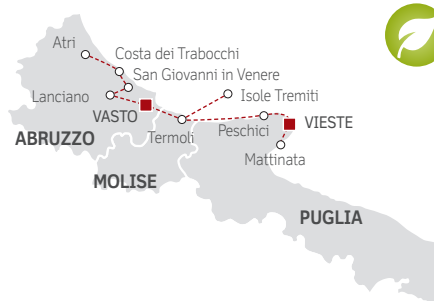 Atri
Costa dei Trabocchi
San Giovanni in Venere
Isole Tremiti
Lanciano
VASTO
VIESTE
ABRUZZO
Termoli
Peschici
Mattinata
MOLISE
PUGLIA